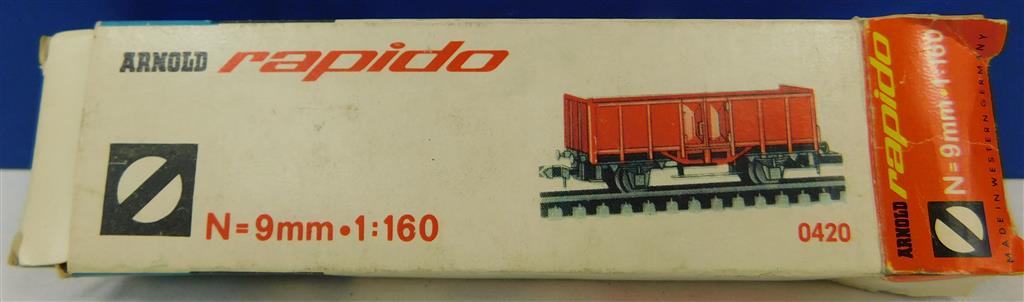 ARNOLD rapido
N=9mm•1:160
0420
ARNOLD rapido
N=9mm•1:160
MADE IN WESTERN GERMANY